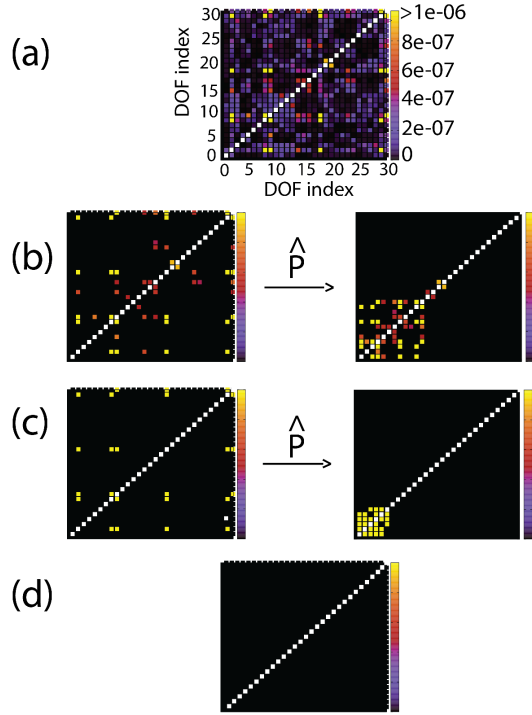 (a)
DOF index
30
25
20
15
10
5
0
0 5 10 15 20 25 30
DOF index
>1e-06
8e-07
6e-07
4e-07
2e-07
0
(b)
^
P
(c)
^
P
(d)